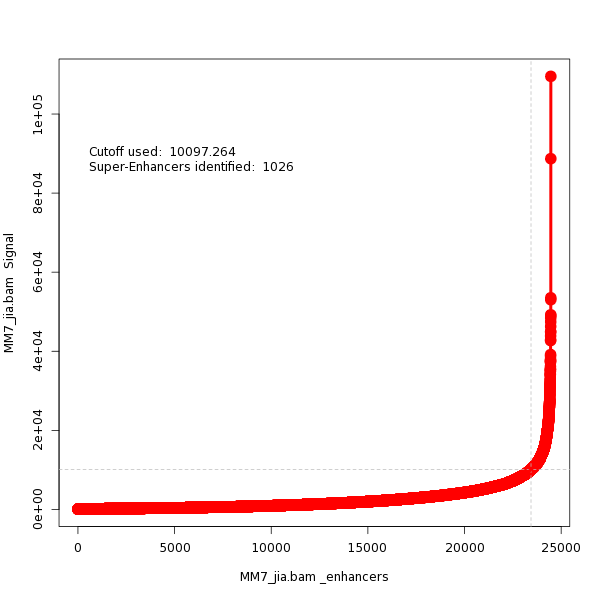 Cutoff used:  10097.264
Super-Enhancers identified:  1026
MM7_jia.bam  Signal
1e+05
8e+04
6e+04
4e+04
2e+04
0e+00
0 5000 10000 15000 20000 25000
MM7_jia.bam _enhancers